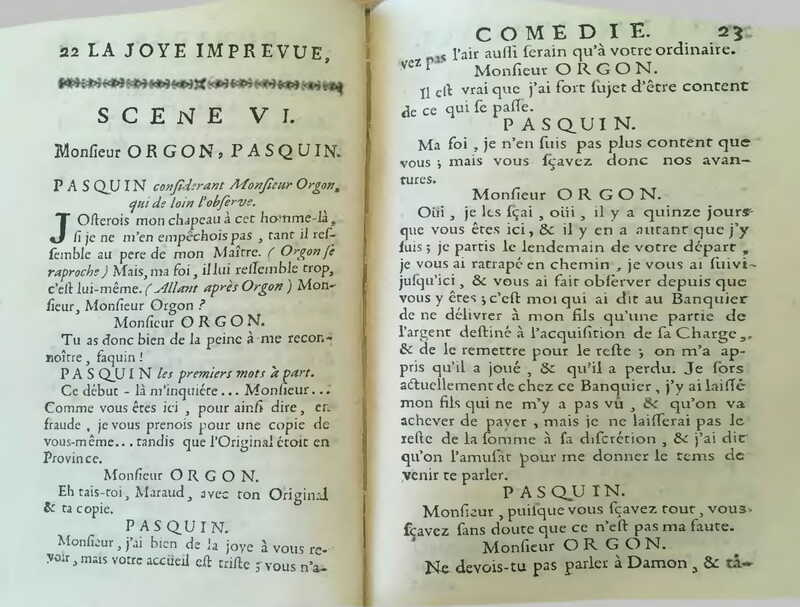 22 LA JOYE IMPREVUE,
SCENE VI.
Monſieur ORGON, PASQUIN.
PASQUIN conſiderant Monſieur Orgon,
qui de loin l'obſerve.
JOſterois mon chapeau à cet homme-là,
ſi je ne m'en empêchois pas, tant il reſ-
ſemble au pere de mon Maître. (Orgon ſe
raproche) Mais, ma foi, il lui reſſemble trop,
c'eſt lui-même. (Allant après Orgon) Mon-
ſieur, Monſieur Orgon ?
Monſieur ORGON.
Tu as donc bien de la peine à me recon-
noître, faquin !
PASQUIN les premiers mots à part.
Ce début-là m'inquiéte... Monſieur...
Comme vous êtes ici, pour ainſi dire, en
fraude, je vous prenois pour une copie de
vous-même... tandis que l'Original étoit en
Province.
Monſieur ORGON.
Eh tais-toi, Maraud, avec ton Original
& ta copie.
PASQUIN.
Monſieur, j'ai bien de la joye à vous re-
voir, mais votre accüeil eſt triſte ; vous n'a-
COMEDIE. 23
vez pas l'air auſſi ſerain qu'à votre ordinaire.
Monſieur ORGON.
Il eſt vrai que j'ai fort ſujet d'être content
de ce qui ſe paſſe.
PASQUIN.
Ma foi, je n'en ſuis pas plus content que
vous ; mais vous ſçavez donc nos avan-
tures.
Monſieur ORGON.
Oüi, je les ſçai, oüi, il y a quinze jours
que vous êtes ici, & il y en a autant que j'y
ſuis ; je partis le lendemain de votre départ,
je vous ai ratrapé en chemin, je vous ai ſuivi
juſqu'ici, & vous ai fait obſerver depuis que
vous y êtes ; c'eſt moi qui ai dit au Banquier
de ne délivrer à mon fils qu'une partie de
l'argent deſtiné à l'acquiſition de ſa Charge,
& de le remettre pour le reſte ; on m'a ap-
pris qu'il a joué, & qu'il a perdu. Je ſors
actuellement de chez ce Banquier, j'y ai laiſſé
mon fils qui ne m'y a pas vû, & qu'on va
achever de payer, mais je ne laiſſerai pas le
reſte de la ſomme à ſa diſcrétion, & j'ai dit
qu'on l'amuſât pour me donner le tems de
venir te parler.
PASQUIN.
Monſieur, puiſque vous ſçavez tout, vous
ſçavez ſans doute que ce n'eſt pas ma faute.
Monſieur ORGON.
Ne devois-tu pas parler à Damon, & tâ-